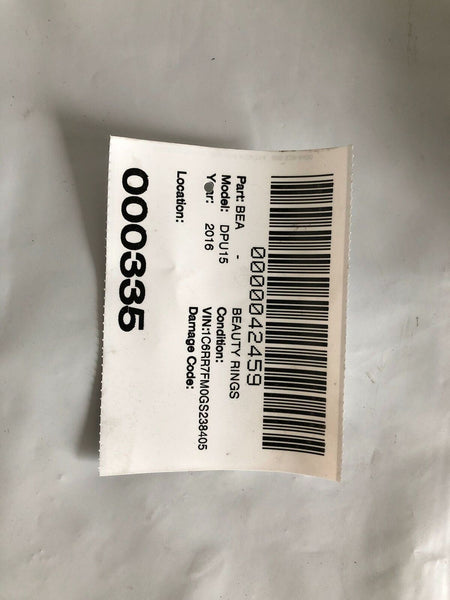 0000042459
Part: BEA - BEAUTY RINGS
Model: DPU15 Condition:
Year: 2016 VIN:1C6RR7FM0GS238405
Damage Code:
Location:
000335